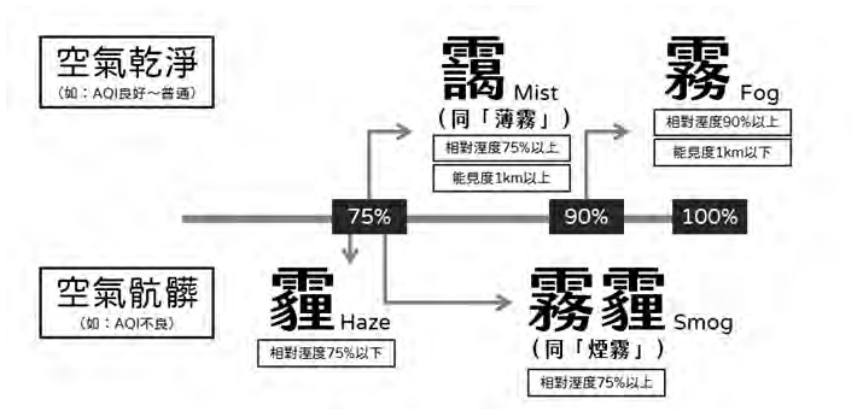 空氣乾淨
（如：AQI良好～普通）
靄 Mist
（同「薄霧」）
相對溼度75%以上
能見度1km以上
霧 Fog
相對溼度90%以上
能見度1km以下
75%
90%
100%
空氣骯髒
（如：AQI不良）
霾 Haze
相對溼度75%以下
霧霾 Smog
（同「煙霧」）
相對溼度75%以上